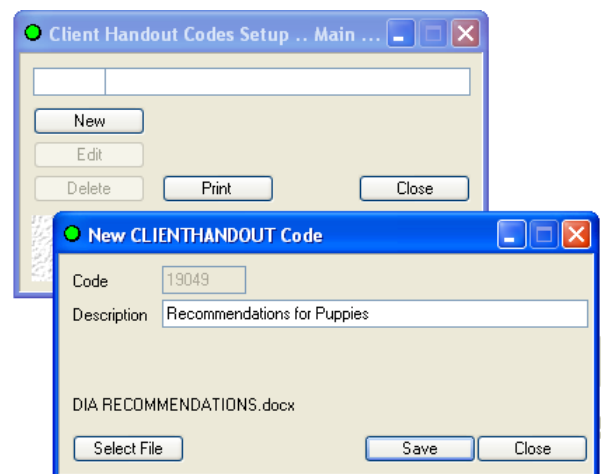 Client Handout Codes Setup .. Main ...
New
Edit
Delete Print Close
New CLIENTHANDOUT Code
Code 19049
Description Recommendations for Puppies
DIA RECOMMENDATIONS.docx
Select File Save Close